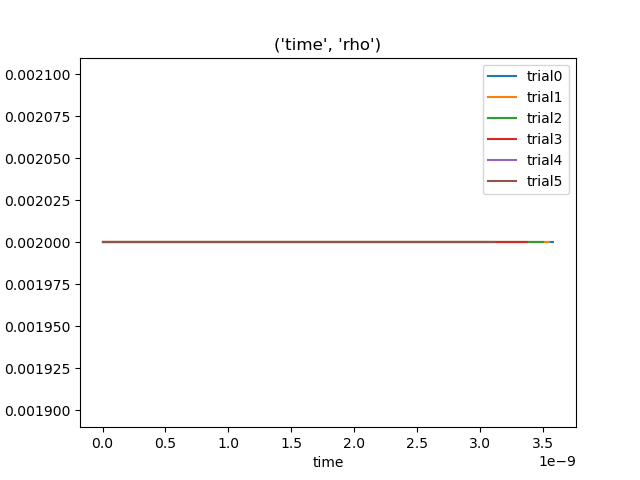 ('time', 'rho')
0.002100
0.002075
0.002050
0.002025
0.002000
0.001975
0.001950
0.001925
0.001900
trial0
trial1
trial2
trial3
trial4
trial5
0.0 0.5 1.0 1.5 2.0 2.5 3.0 3.5
1e−9
time